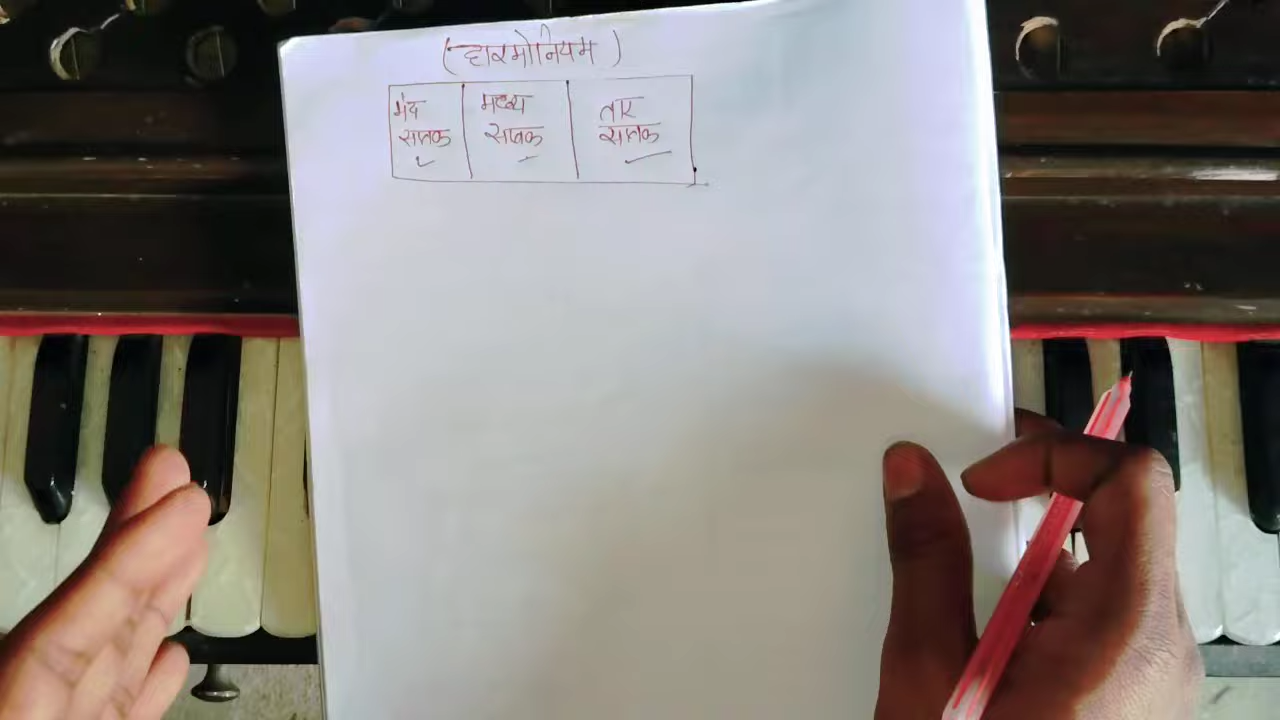 (हारमोनियम)
मंद मध्य तार
सप्तक सप्तक सप्तक